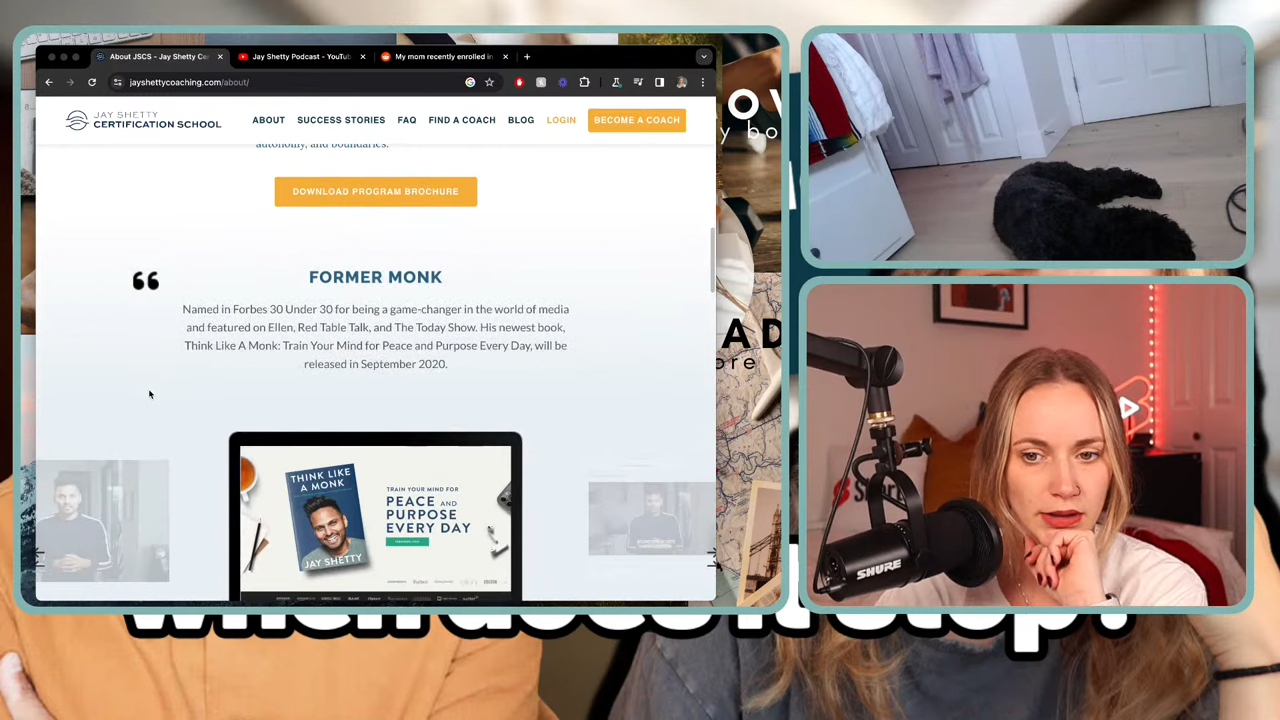 About JSCS - Jay Shetty Ce
Jay Shetty Podcast - YouTub
My mom recently enrolled in
jayshettycoaching.com/about/
JAY SHETTY
CERTIFICATION SCHOOL
ABOUT
SUCCESS STORIES
FAQ
FIND A COACH
BLOG
LOGIN
BECOME A COACH
autonomy, and boundaries.
DOWNLOAD PROGRAM BROCHURE
“
FORMER MONK
Named in Forbes 30 Under 30 for being a game-changer in the world of media
and featured on Ellen, Red Table Talk, and The Today Show. His newest book,
Think Like A Monk: Train Your Mind for Peace and Purpose Every Day, will be
released in September 2020.
THINK LIKE
A MONK
JAY SHETTY
TRAIN YOUR MIND FOR
PEACE AND
PURPOSE
EVERY DAY
SHURE
when does it stop?